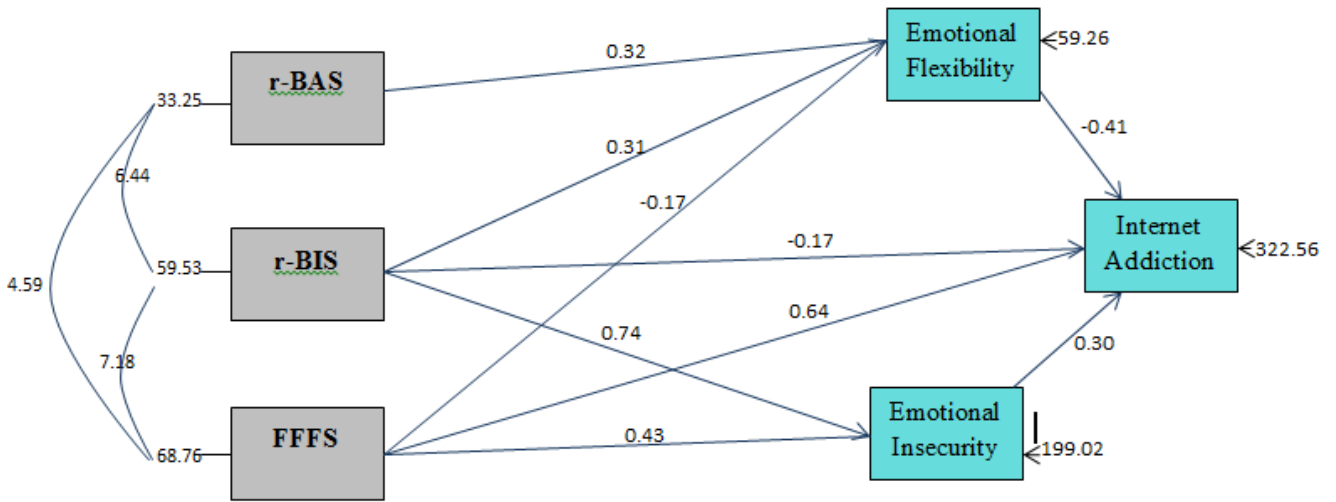 Emotional
Flexibility
59.26
0.32
r-BAS
33.25
-0.41
0.31
6.44
-0.17
Internet
Addiction
-0.17
322.56
r-BIS
59.53
4.59
0.64
0.74
0.30
7.18
Emotional
Insecurity
199.02
0.43
FFFS
68.76